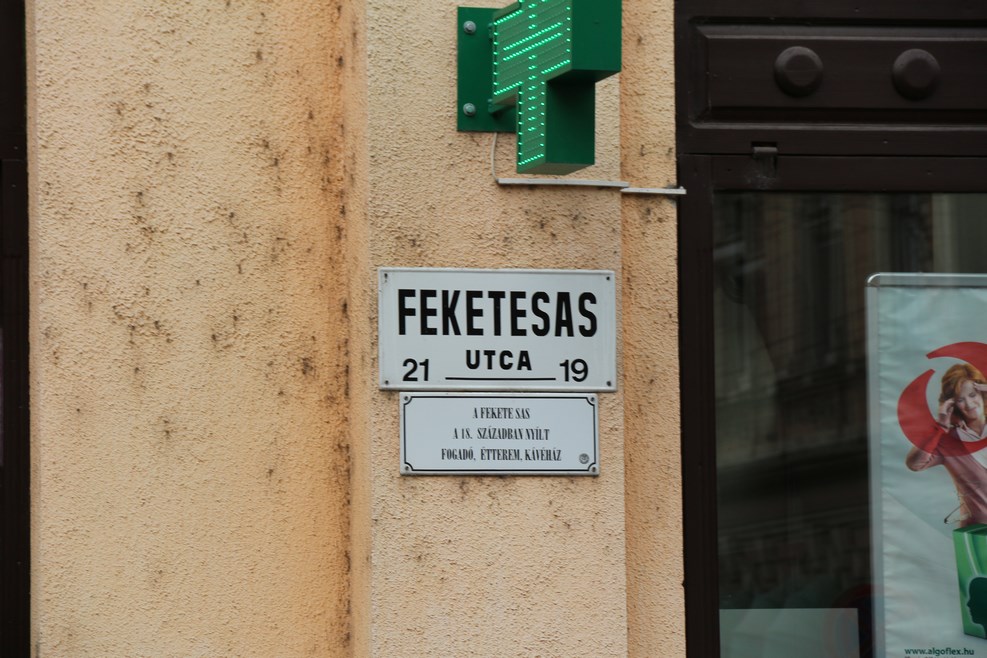 FEKETESAS
UTCA
21 19
A FEKETE SAS
A 18. SZÁZADBAN NYÍLT
FOGADÓ, ÉTTEREM, KÁVÉHÁZ
www.algoflex.hu